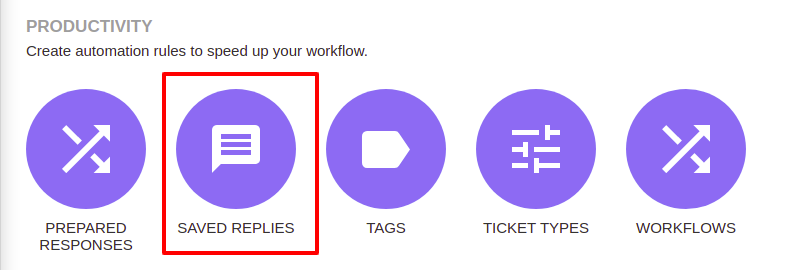 PRODUCTIVITY
Create automation rules to speed up your workflow.
PREPARED
RESPONSES
SAVED REPLIES
TAGS
TICKET TYPES
WORKFLOWS